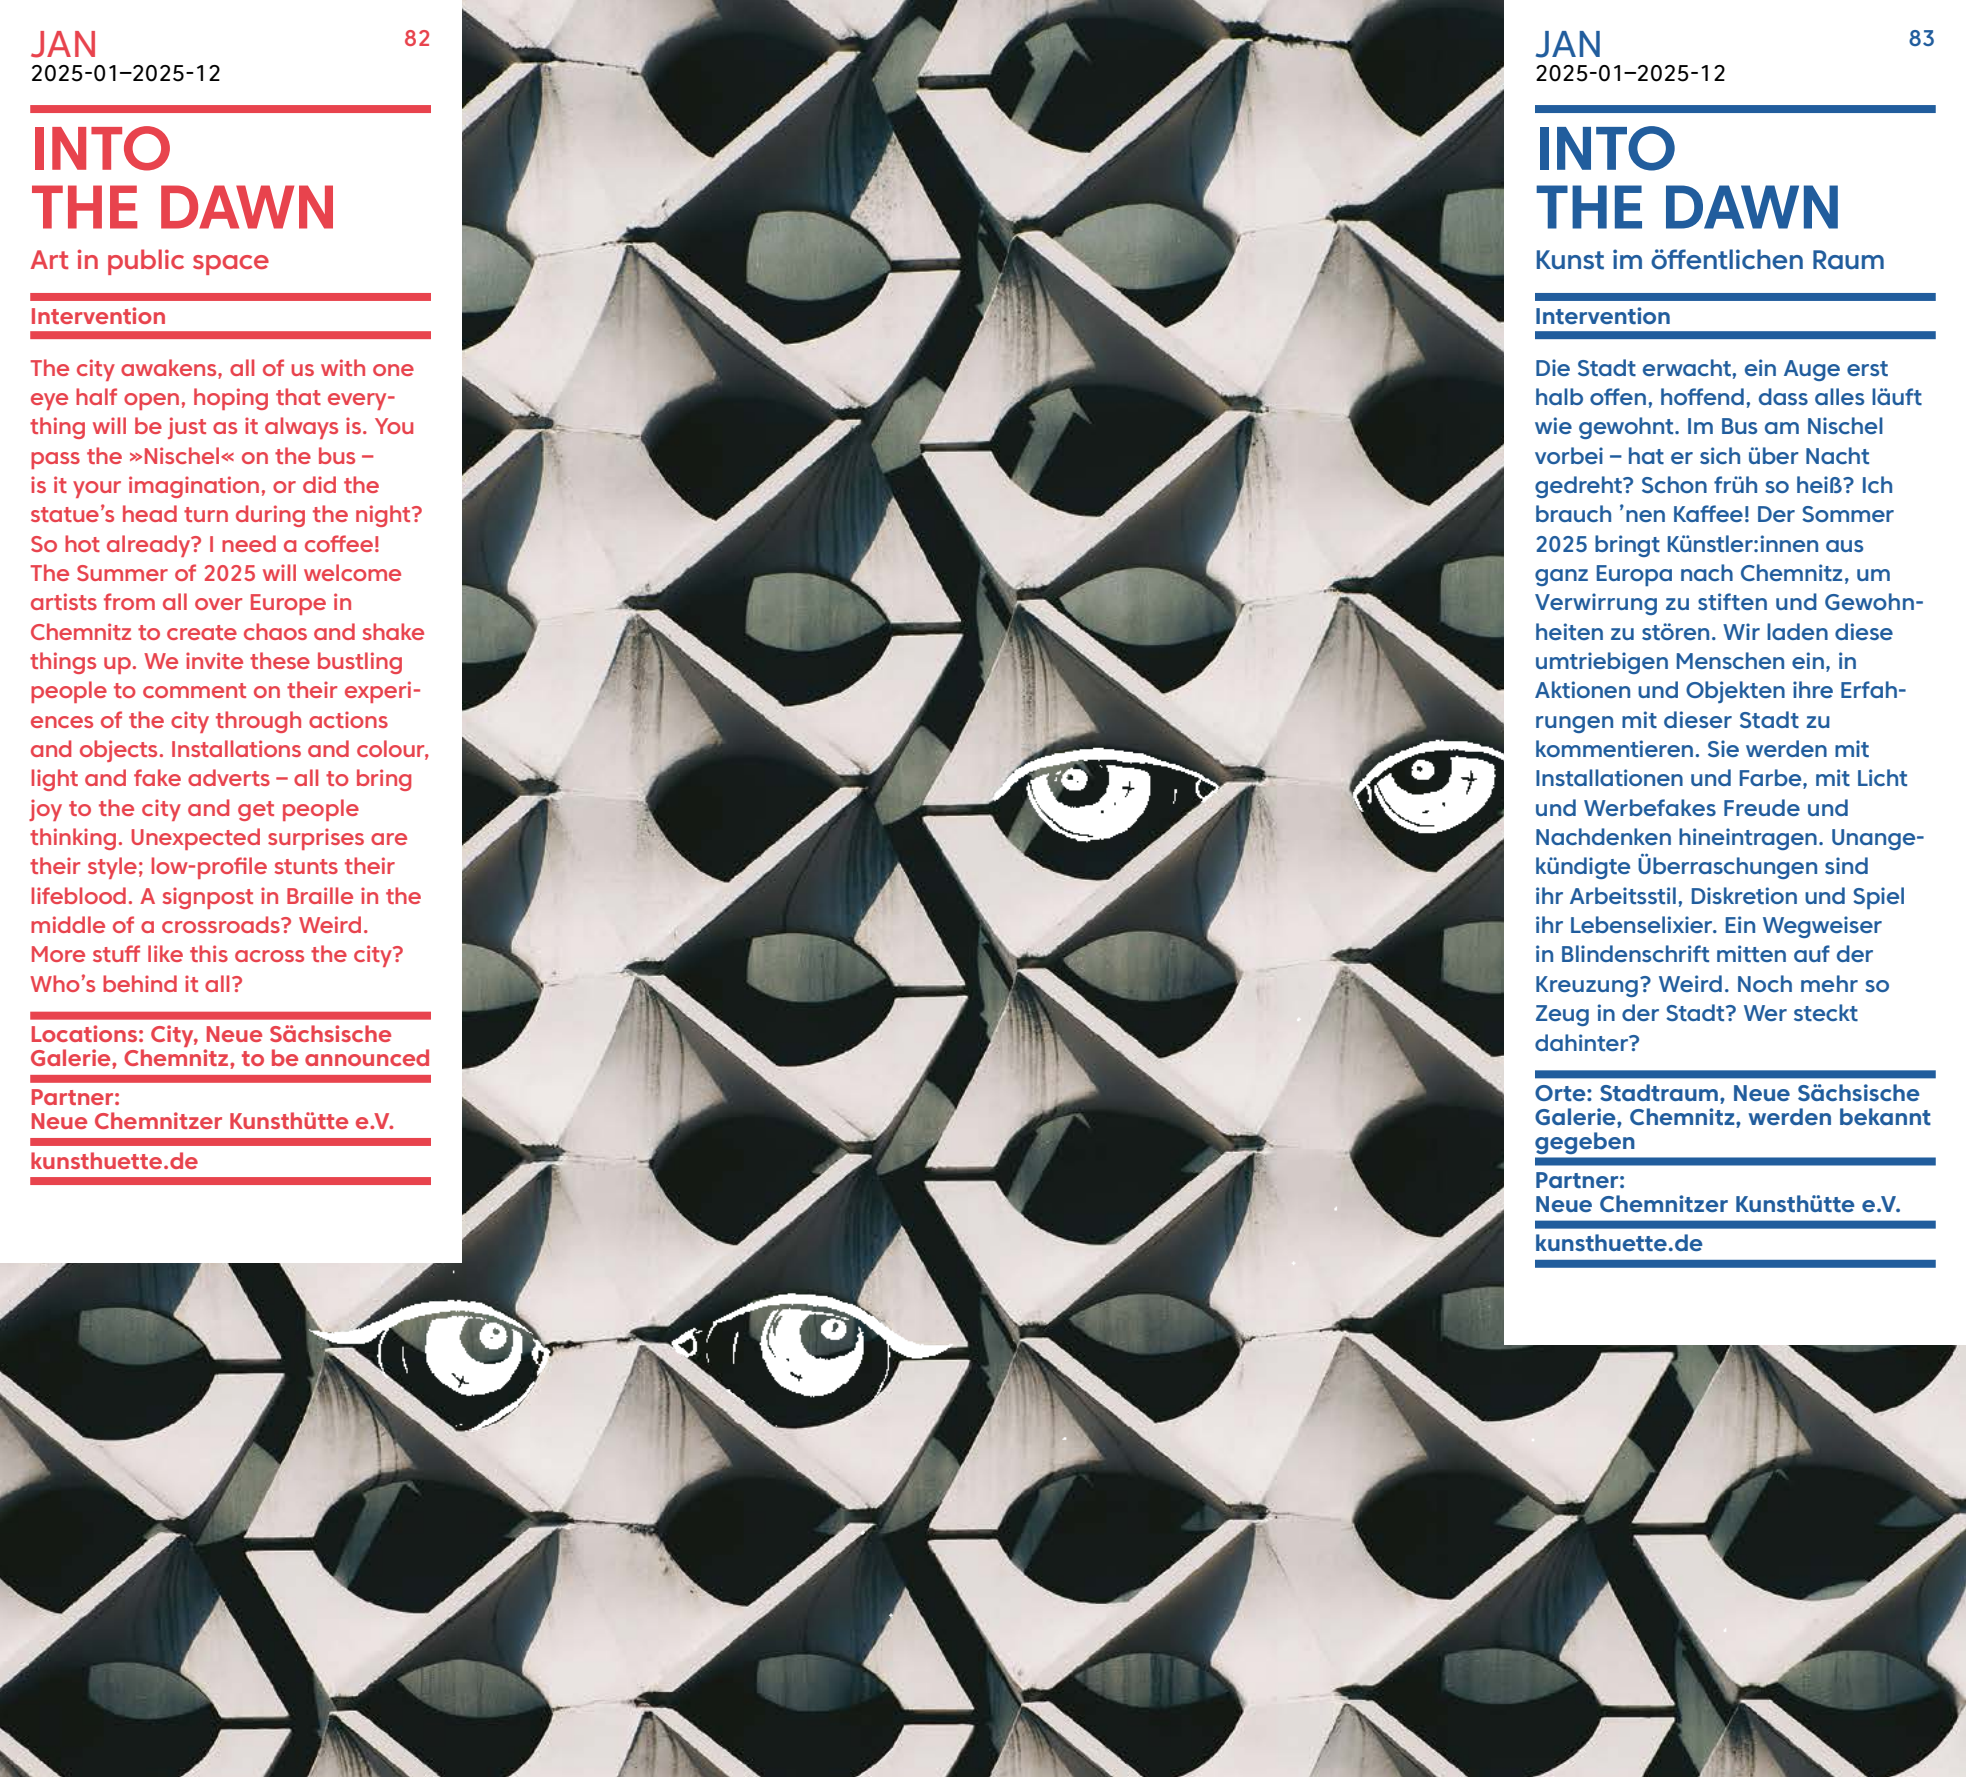 JAN
82
2025-01–2025-12
INTO
THE DAWN
Art in public space
Intervention
The city awakens, all of us with one
eye half open, hoping that every-
thing will be just as it always is. You
pass the »Nischel« on the bus –
is it your imagination, or did the
statue’s head turn during the night?
So hot already? I need a coffee!
The Summer of 2025 will welcome
artists from all over Europe in
Chemnitz to create chaos and shake
things up. We invite these bustling
people to comment on their experi-
ences of the city through actions
and objects. Installations and colour,
light and fake adverts – all to bring
joy to the city and get people
thinking. Unexpected surprises are
their style; low-profile stunts their
lifeblood. A signpost in Braille in the
middle of a crossroads? Weird.
More stuff like this across the city?
Who’s behind it all?
Locations: City, Neue Sächsische
Galerie, Chemnitz, to be announced
Partner:
Neue Chemnitzer Kunsthütte e.V.
kunsthuette.de
JAN
83
2025-01–2025-12
INTO
THE DAWN
Kunst im öffentlichen Raum
Intervention
Die Stadt erwacht, ein Auge erst
halb offen, hoffend, dass alles läuft
wie gewohnt. Im Bus am Nischel
vorbei – hat er sich über Nacht
gedreht? Schon früh so heiß? Ich
brauch ’nen Kaffee! Der Sommer
2025 bringt Künstler:innen aus
ganz Europa nach Chemnitz, um
Verwirrung zu stiften und Gewohn-
heiten zu stören. Wir laden diese
umtriebigen Menschen ein, in
Aktionen und Objekten ihre Erfah-
rungen mit dieser Stadt zu
kommentieren. Sie werden mit
Installationen und Farbe, mit Licht
und Werbefakes Freude und
Nachdenken hineintragen. Unange-
kündigte Überraschungen sind
ihr Arbeitsstil, Diskretion und Spiel
ihr Lebenselixier. Ein Wegweiser
in Blindenschrift mitten auf der
Kreuzung? Weird. Noch mehr so
Zeug in der Stadt? Wer steckt
dahinter?
Orte: Stadtraum, Neue Sächsische
Galerie, Chemnitz, werden bekannt
gegeben
Partner:
Neue Chemnitzer Kunsthütte e.V.
kunsthuette.de